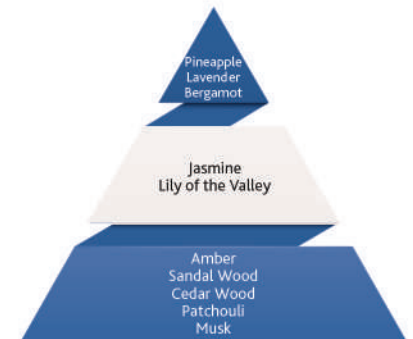 Pineapple
Lavender
Bergamot
Jasmine
Lily of the Valley
Amber
Sandal Wood
Cedar Wood
Patchouli
Musk